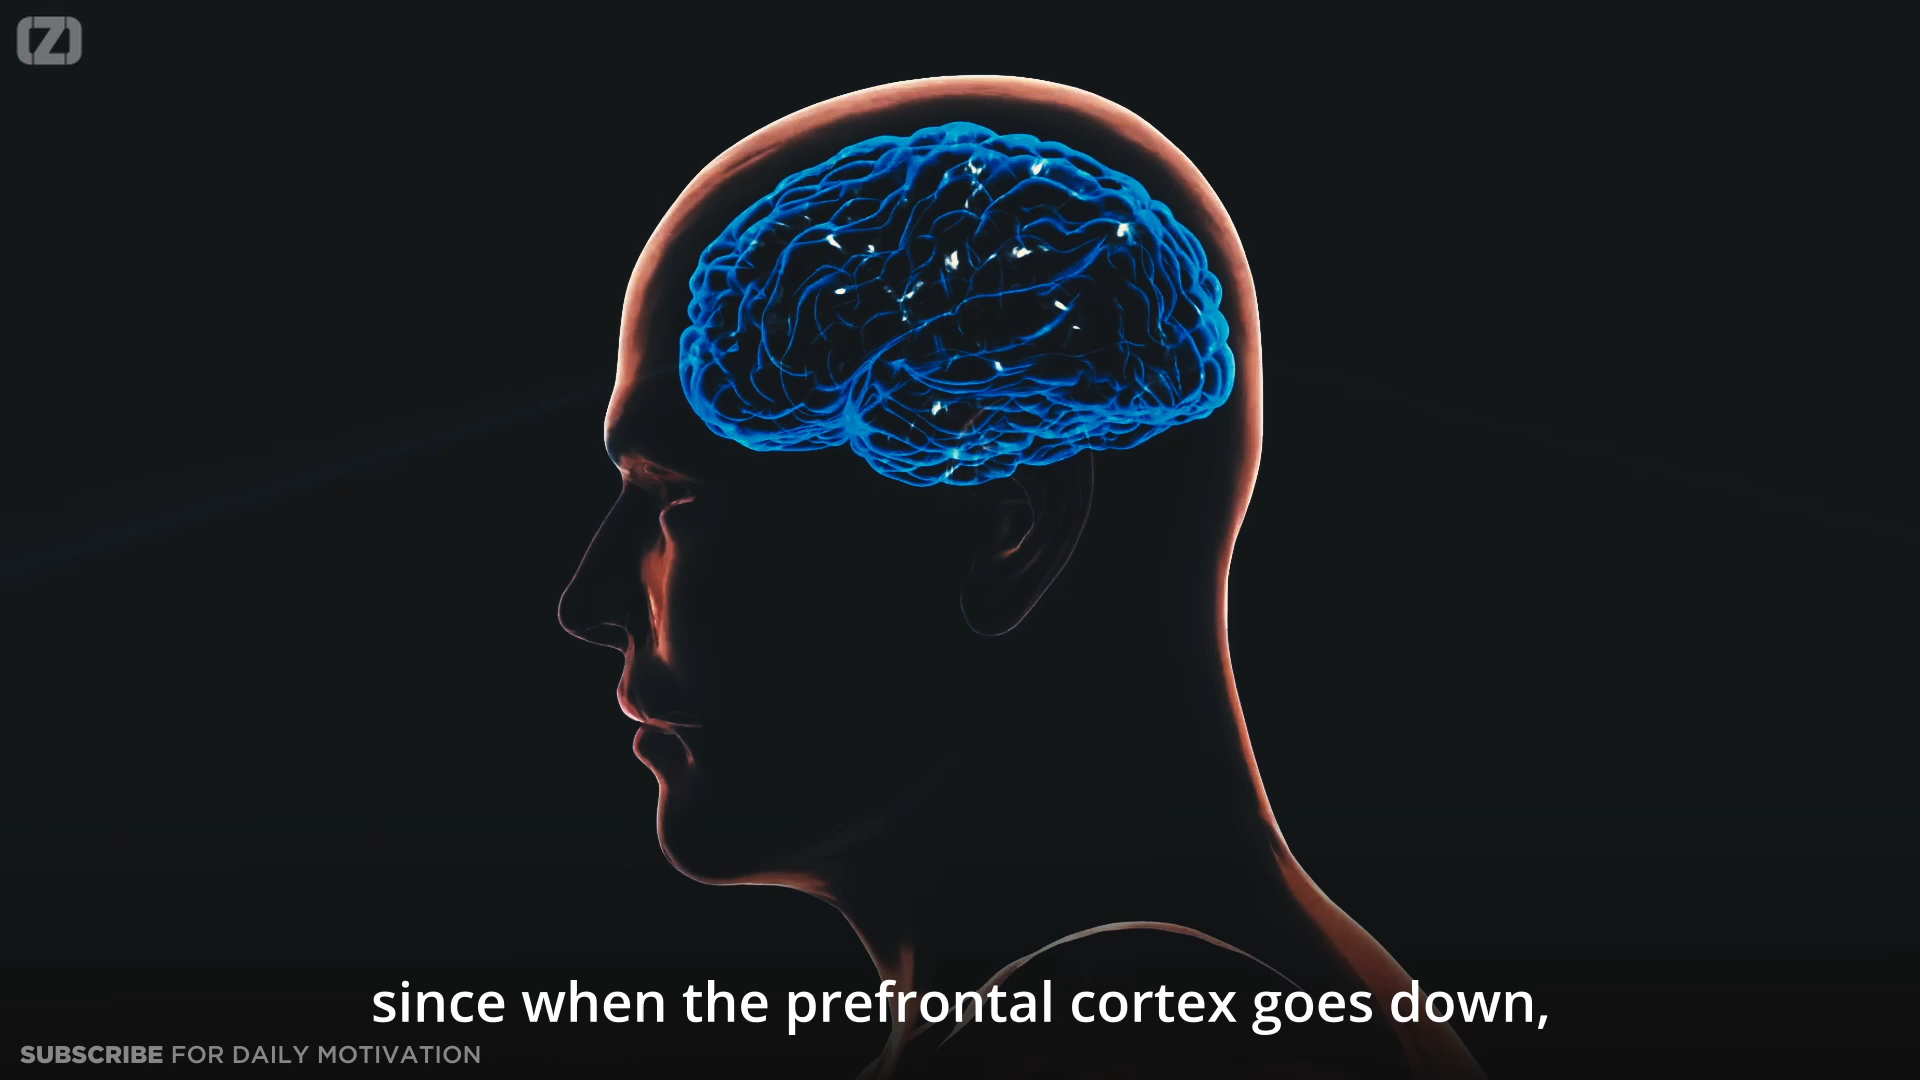 Z
since when the prefrontal cortex goes down,
SUBSCRIBE FOR DAILY MOTIVATION